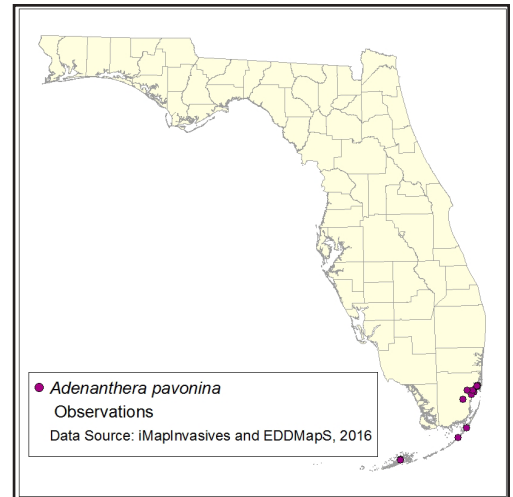 Adenanthera pavonina
Observations
Data Source: iMapInvasives and EDDMapS, 2016